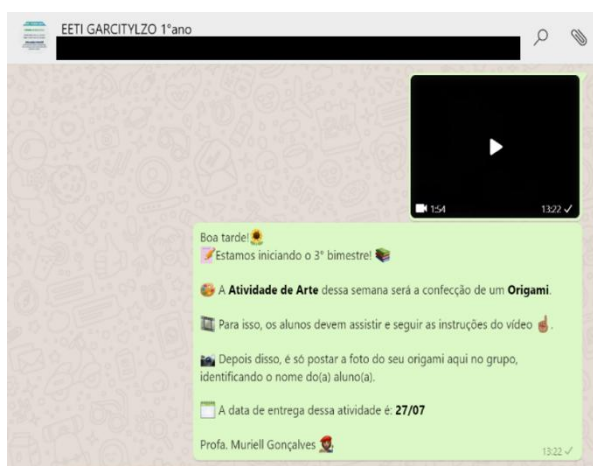 EETI GARCITYLZO 1°ano
1:54 13:22
Boa tarde!🌻
📝Estamos iniciando o 3° bimestre! 📚
🎨 A Atividade de Arte dessa semana será a confecção de um Origami.
🎞️ Para isso, os alunos devem assistir e seguir as instruções do vídeo ☝🏽.
📸 Depois disso, é só postar a foto do seu origami aqui no grupo,
identificando o nome do(a) aluno(a).
🗓️ A data de entrega dessa atividade é: 27/07
Profa. Muriell Gonçalves 👩🏽‍🎨
13:22